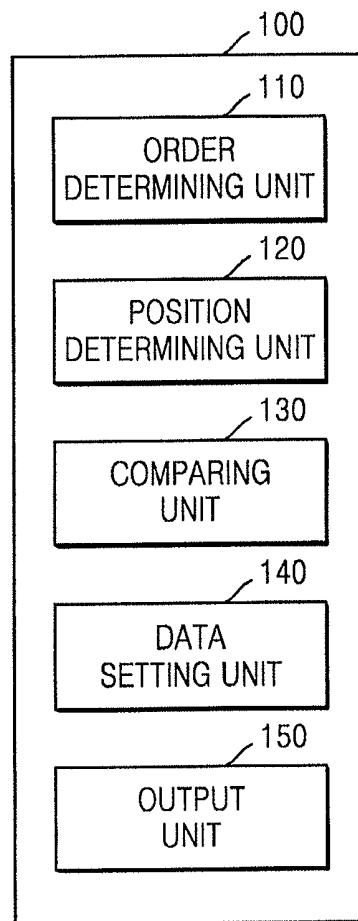 100
110
ORDER
DETERMINING UNIT
120
POSITION
DETERMINING UNIT
130
COMPARING
UNIT
140
DATA
SETTING UNIT
150
OUTPUT
UNIT